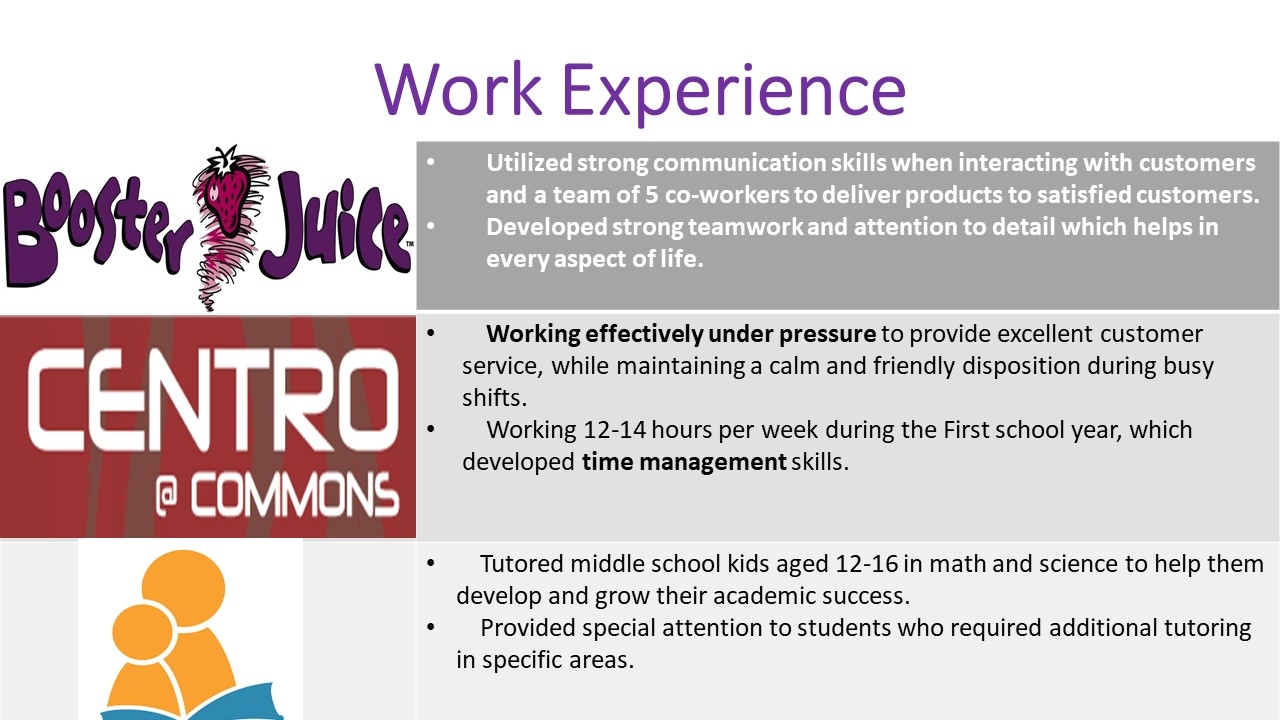 Work Experience
Booster Juice™
• Utilized strong communication skills when interacting with customers
and a team of 5 co-workers to deliver products to satisfied customers.
• Developed strong teamwork and attention to detail which helps in
every aspect of life.
CENTRO
@ COMMONS
• Working effectively under pressure to provide excellent customer
service, while maintaining a calm and friendly disposition during busy
shifts.
• Working 12-14 hours per week during the First school year, which
developed time management skills.
• Tutored middle school kids aged 12-16 in math and science to help them
develop and grow their academic success.
• Provided special attention to students who required additional tutoring
in specific areas.